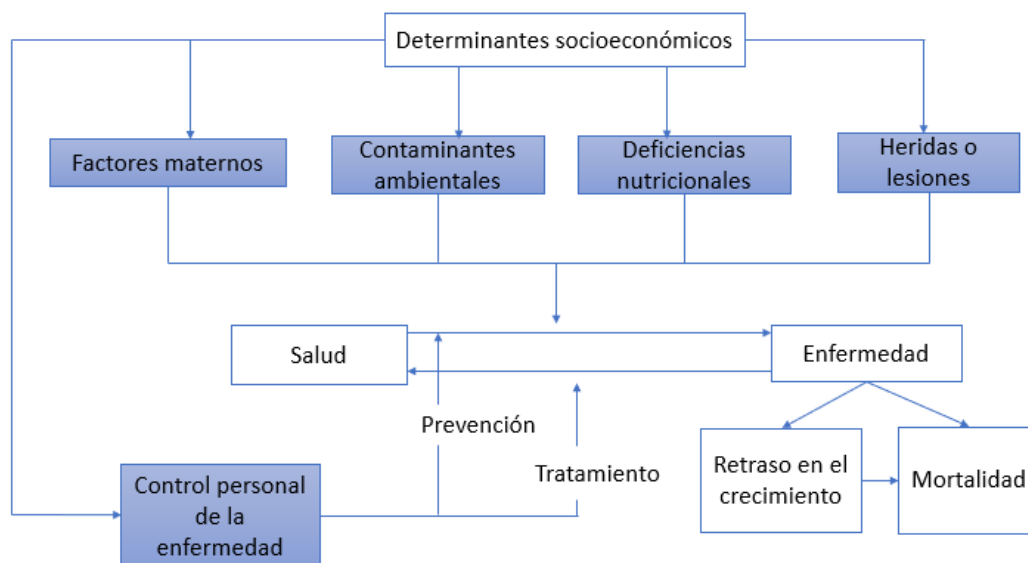 Determinantes socioeconómicos
Factores maternos
Contaminantes
ambientales
Deficiencias
nutricionales
Heridas o
lesiones
Salud
Enfermedad
Prevención
Tratamiento
Retraso en el
crecimiento
Mortalidad
Control personal
de la
enfermedad